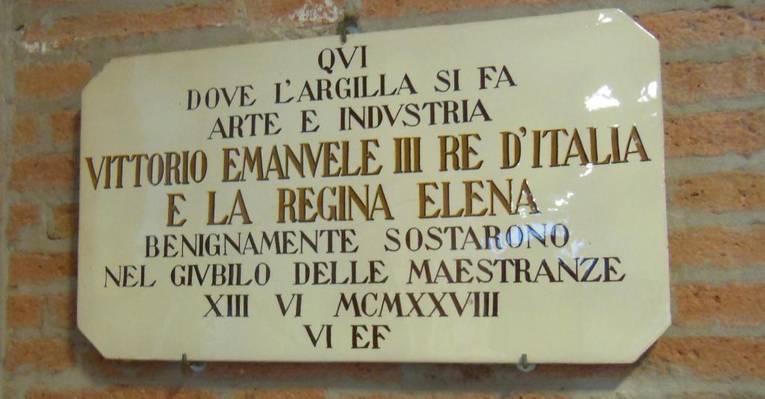 QVI
DOVE L'ARGILLA SI FA
ARTE E INDVSTRIA
VITTORIO EMANVELE III RE D'ITALIA
E LA REGINA ELENA
BENIGNAMENTE SOSTARONO
NEL GIVBILO DELLE MAESTRANZE
XIII VI MCMXXVIII
VI EF